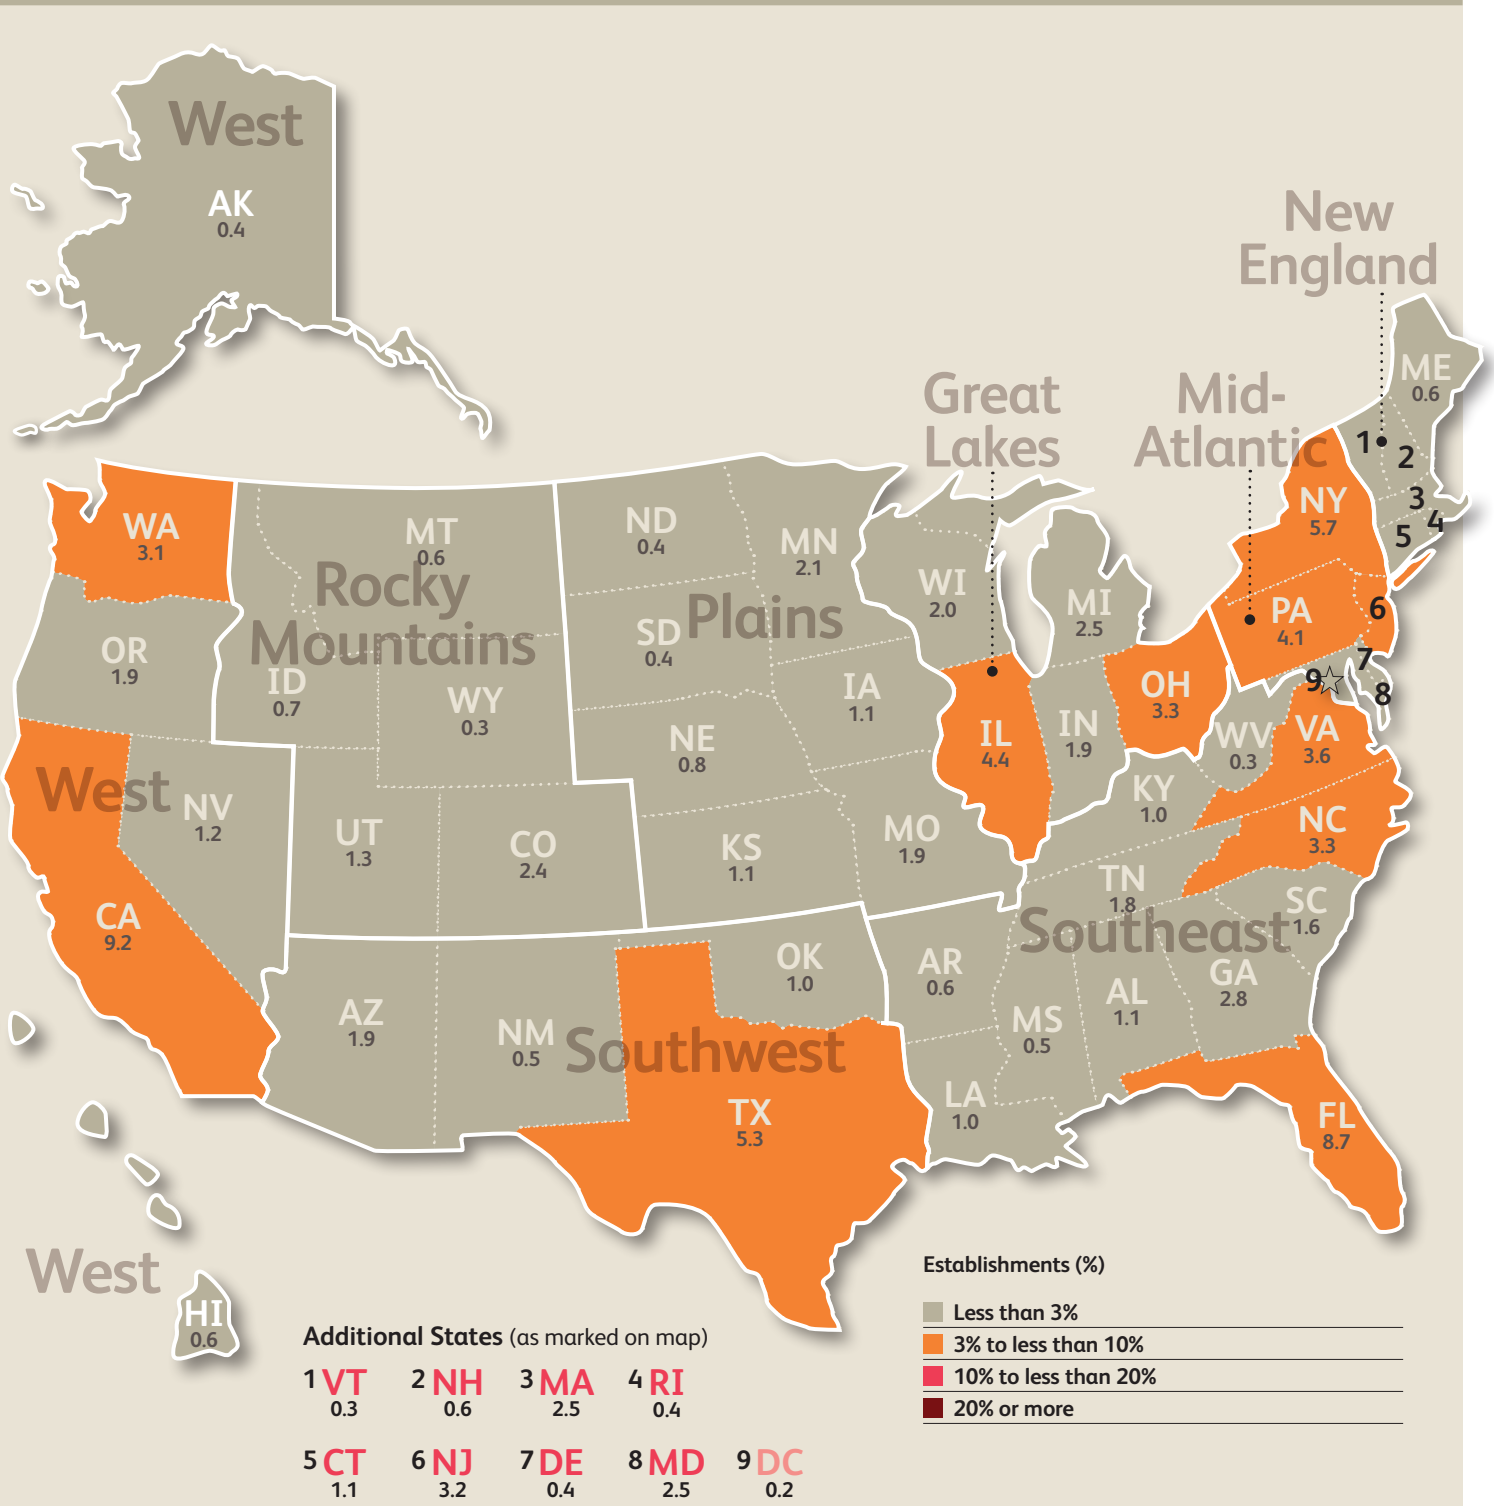 West
AK
0.4
New
England
Great
Lakes
Mid-
Atlantic
ME
0.6
1
2
3
4
5
NY
5.7
WA
3.1
MT
0.6
ND
0.4
MN
2.1
Rocky
Mountains
Plains
WI
2.0
MI
2.5
PA
4.1
6
7
8
9
OR
1.9
ID
0.7
WY
0.3
SD
0.4
IA
1.1
NE
0.8
IL
4.4
IN
1.9
OH
3.3
WV
0.3
VA
3.6
West
NV
1.2
UT
1.3
CO
2.4
KS
1.1
MO
1.9
KY
1.0
NC
3.3
TN
1.8
SC
1.6
Southeast
CA
9.2
AZ
1.9
NM
0.5
Southwest
OK
1.0
AR
0.6
MS
0.5
AL
1.1
GA
2.8
TX
5.3
LA
1.0
FL
8.7
West
HI
0.6
Additional States (as marked on map)
1 VT 2 NH 3 MA 4 RI
0.3 0.6 2.5 0.4
5 CT 6 NJ 7 DE 8 MD 9 DC
1.1 3.2 0.4 2.5 0.2
Establishments (%)
Less than 3%
3% to less than 10%
10% to less than 20%
20% or more